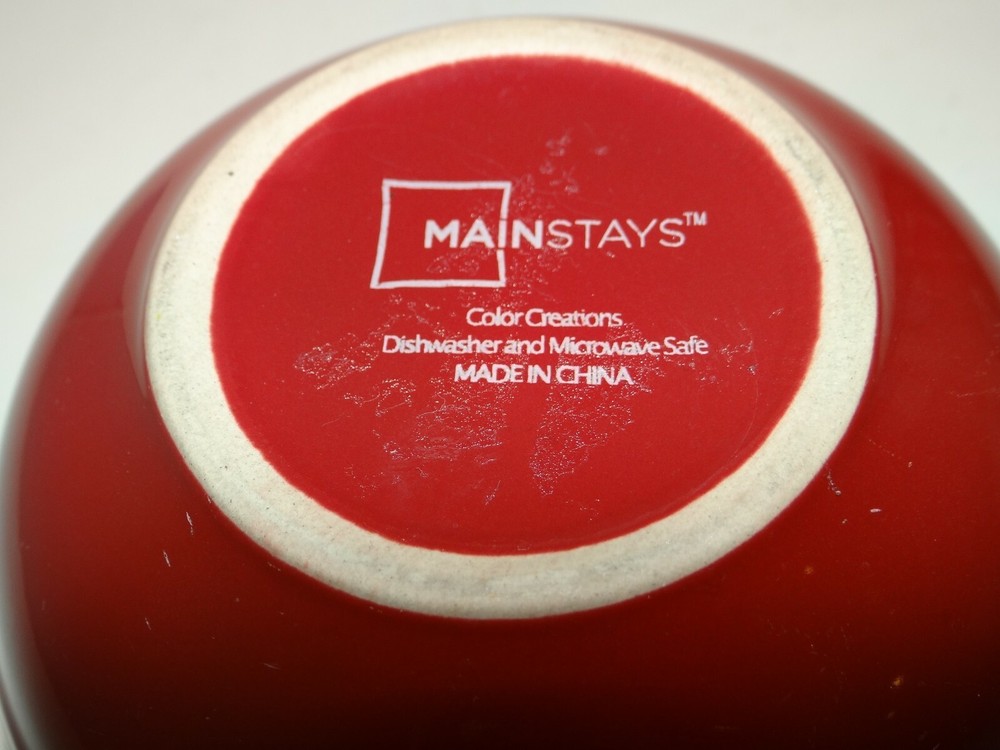 MAINSTAYS™
Color Creations
Dishwasher and Microwave Safe
MADE IN CHINA